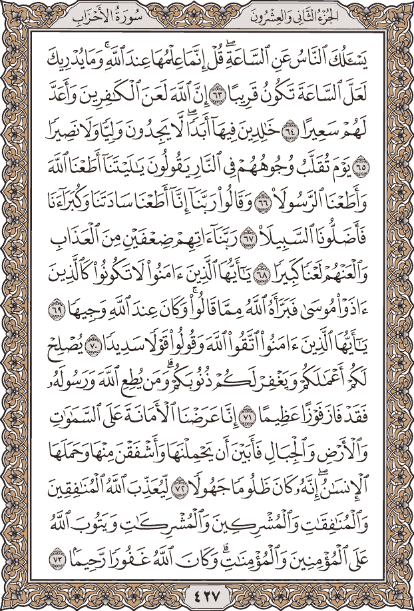 الجزء الثاني والعشرون سورة الأحزاب
يَسْـَٔلُكَ ٱلنَّاسُ عَنِ ٱلسَّاعَةِۖ قُلْ إِنَّمَا عِلْمُهَا عِندَ ٱللَّهِۚ وَمَا يُدْرِيكَ
لَعَلَّ ٱلسَّاعَةَ تَكُونُ قَرِيبًا ٦٣ إِنَّ ٱللَّهَ لَعَنَ ٱلْكَٰفِرِينَ وَأَعَدَّ
لَهُمْ سَعِيرًا ٦٤ خَٰلِدِينَ فِيهَآ أَبَدًاۖ لَّا يَجِدُونَ وَلِيًّا وَلَا نَصِيرًا
٦٥ يَوْمَ تُقَلَّبُ وُجُوهُهُمْ فِى ٱلنَّارِ يَقُولُونَ يَٰلَيْتَنَآ أَطَعْنَا ٱللَّهَ
وَأَطَعْنَا ٱلرَّسُولَا۠ ٦٦ وَقَالُوا۟ رَبَّنَآ إِنَّآ أَطَعْنَا سَادَتَنَا وَكُبَرَآءَنَا
فَأَضَلُّونَا ٱلسَّبِيلَا۠ ٦٧ رَبَّنَآ ءَاتِهِمْ ضِعْفَيْنِ مِنَ ٱلْعَذَابِ
وَٱلْعَنْهُمْ لَعْنًا كَبِيرًا ٦٨ يَٰٓأَيُّهَا ٱلَّذِينَ ءَامَنُوا۟ لَا تَكُونُوا۟ كَٱلَّذِينَ
ءَاذَوْا۟ مُوسَىٰ فَبَرَّأَهُ ٱللَّهُ مِمَّا قَالُوا۟ۚ وَكَانَ عِندَ ٱللَّهِ وَجِيهًا ٦٩
يَٰٓأَيُّهَا ٱلَّذِينَ ءَامَنُوا۟ ٱتَّقُوا۟ ٱللَّهَ وَقُولُوا۟ قَوْلًا سَدِيدًا ٧٠ يُصْلِحْ
لَكُمْ أَعْمَٰلَكُمْ وَيَغْفِرْ لَكُمْ ذُنُوبَكُمْۗ وَمَن يُطِعِ ٱللَّهَ وَرَسُولَهُۥ
فَقَدْ فَازَ فَوْزًا عَظِيمًا ٧١ إِنَّا عَرَضْنَا ٱلْأَمَانَةَ عَلَى ٱلسَّمَٰوَٰتِ
وَٱلْأَرْضِ وَٱلْجِبَالِ فَأَبَيْنَ أَن يَحْمِلْنَهَا وَأَشْفَقْنَ مِنْهَا وَحَمَلَهَا
ٱلْإِنسَٰنُۖ إِنَّهُۥ كَانَ ظَلُومًا جَهُولًا ٧٢ لِّيُعَذِّبَ ٱللَّهُ ٱلْمُنَٰفِقِينَ
وَٱلْمُنَٰفِقَٰتِ وَٱلْمُشْرِكِينَ وَٱلْمُشْرِكَٰتِ وَيَتُوبَ ٱللَّهُ
عَلَى ٱلْمُؤْمِنِينَ وَٱلْمُؤْمِنَٰتِۗ وَكَانَ ٱللَّهُ غَفُورًا رَّحِيمًۢا ٧٣
٤٢٧